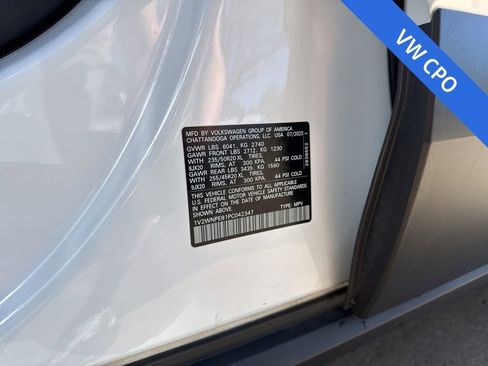 VW CPO
MFD BY VOLKSWAGEN GROUP OF AMERICA
CHATTANOOGA OPERATIONS, LLC. USA 07/2023
GVWR LBS 6041, KG 2740
GAWR FRONT LBS 2712, KG 1230
WITH 235/50R20 XL TIRES,
8JX20 RIMS, AT 300 KPA, 44 PSI COLD
GAWR REAR LBS 3439, KG 1560
WITH 255/45R20 XL TIRES,
9JX20 RIMS, AT 300 KPA, 44 PSI COLD
THIS VEHICLE CONFORMS TO ALL APPLICABLE
U.S. FEDERAL MOTOR VEHICLE SAFETY STANDARDS
IN EFFECT ON THE DATE OF MANUFACTURE
SHOWN ABOVE.
1V2WNPE81PC042347 TYPE: MPV